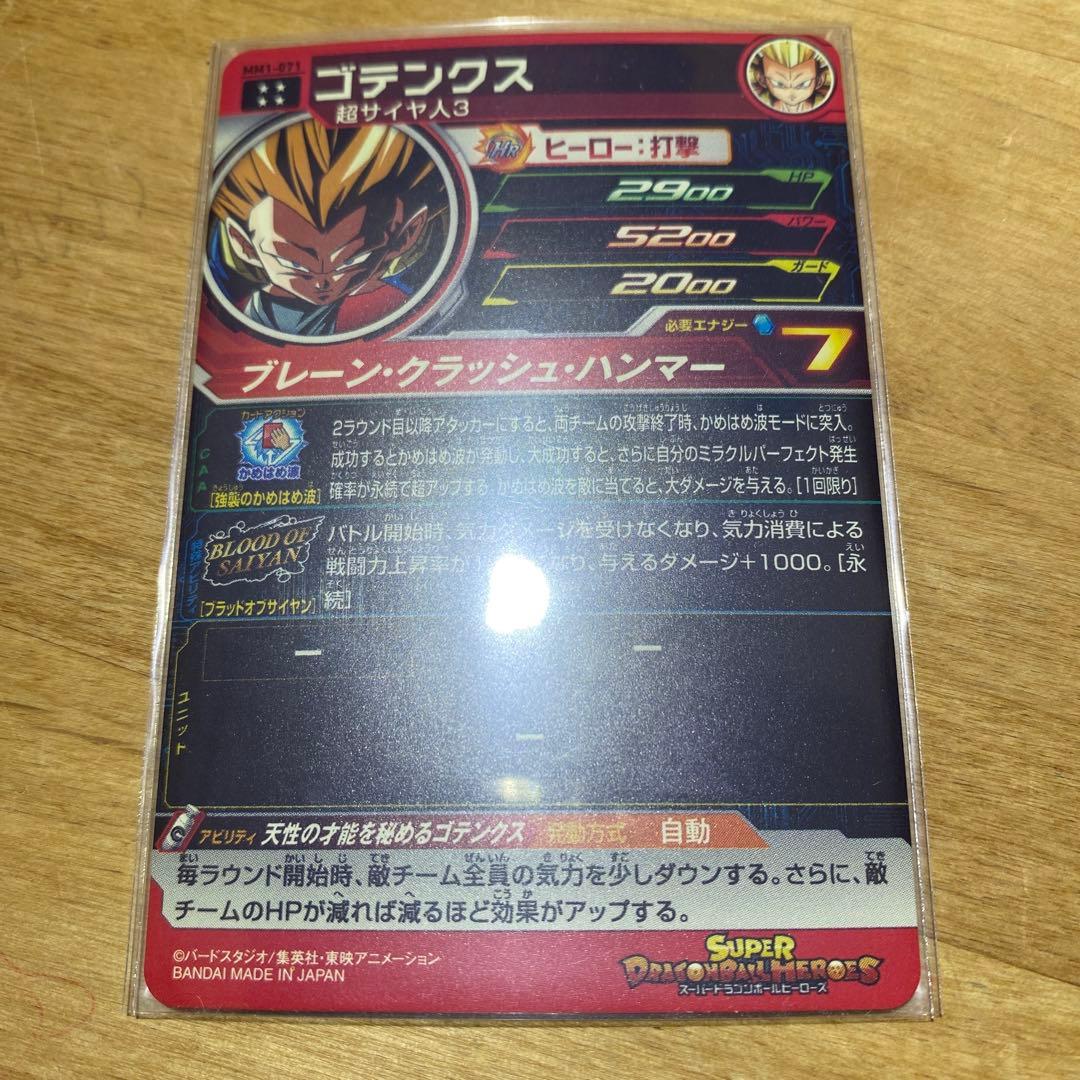 MM1-071
ゴテンクス
超サイヤ人3
HR
ヒーロー:打撃
HP
2900
パワー
5200
ガード
2000
必要エナジー
7
ブレーン・クラッシュ・ハンマー
カードアクション
かめはめ波
CAA
[強襲のかめはめ波]
2ラウンド目以降アタッカーにすると、両チームの攻撃終了時、かめはめ波モードに突入。
成功するとかめはめ波が発動し、大成功すると、さらに自分のミラクルパーフェクト発生
確率が永続で超アップする。かめはめ波を敵に当てると、大ダメージを与える。[1回限り]
BLOOD OF
SAIYAN
[ブラッドオブサイヤン]
バトル開始時、気力ダメージを受けなくなり、気力消費による
戦闘力上昇率が り、与えるダメージ+1000。[永
続]
ユニット
ー
ー
ー
アビリティ 天性の才能を秘めるゴテンクス 発動方式 自動
毎ラウンド開始時、敵チーム全員の気力を少しダウンする。さらに、敵
チームのHPが減れば減るほど効果がアップする。
©バードスタジオ/集英社・東映アニメーション
BANDAI MADE IN JAPAN
SUPER
DRAGONBALL HEROES
スーパードラゴンボールヒーローズ